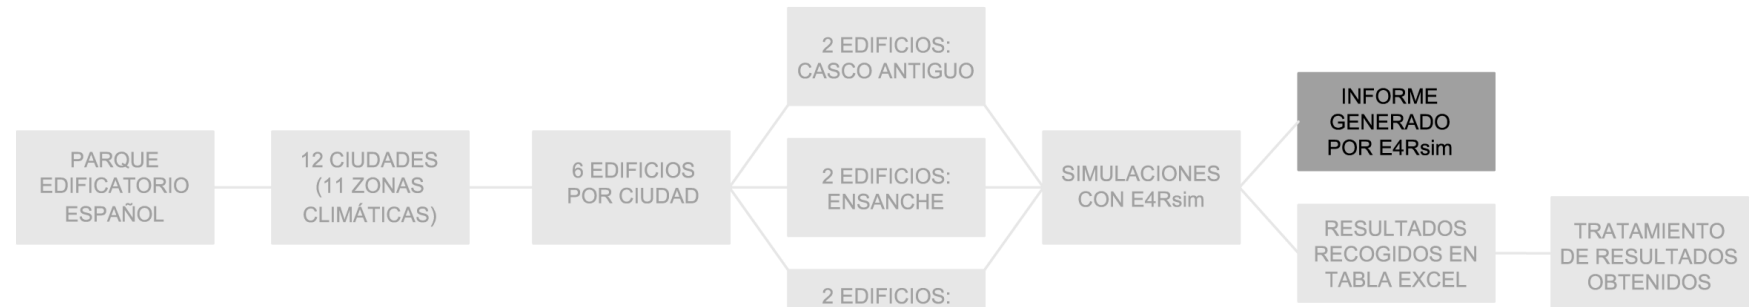 PARQUE
EDIFICATORIO
ESPAÑOL
12 CIUDADES
(11 ZONAS
CLIMÁTICAS)
6 EDIFICIOS
POR CIUDAD
2 EDIFICIOS:
CASCO ANTIGUO
2 EDIFICIOS:
ENSANCHE
2 EDIFICIOS:
SIMULACIONES
CON E4Rsim
INFORME
GENERADO
POR E4Rsim
RESULTADOS
RECOGIDOS EN
TABLA EXCEL
TRATAMIENTO
DE RESULTADOS
OBTENIDOS